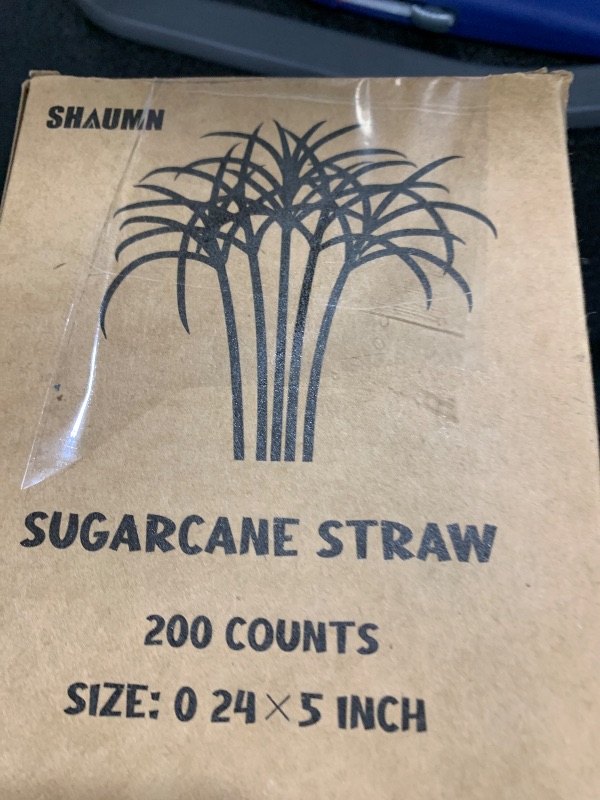 SHAUMN
SUGARCANE STRAW
200 COUNTS
SIZE: 0 24×5 INCH